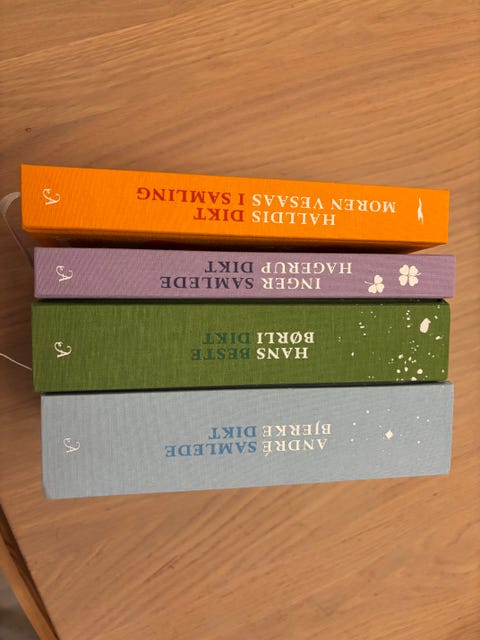 ANDRÉ SAMLEDE
BJERKE DIKT
A
HANS BESTE
BØRLI DIKT
A
INGER SAMLEDE
HAGERUP DIKT
A
HALLDIS DIKT
MOREN VESAAS I SAMLING
A